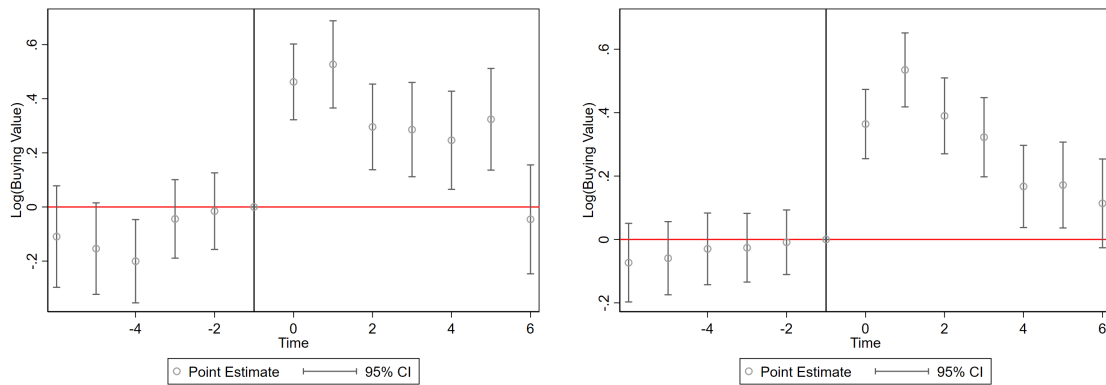 Log(Buying Value)
.6
.4
.2
0
-.2
-4
-2
0
2
4
6
Time
Point Estimate
95% CI
Log(Buying Value)
.6
.4
.2
0
-.2
-4
-2
0
2
4
6
Time
Point Estimate
95% CI